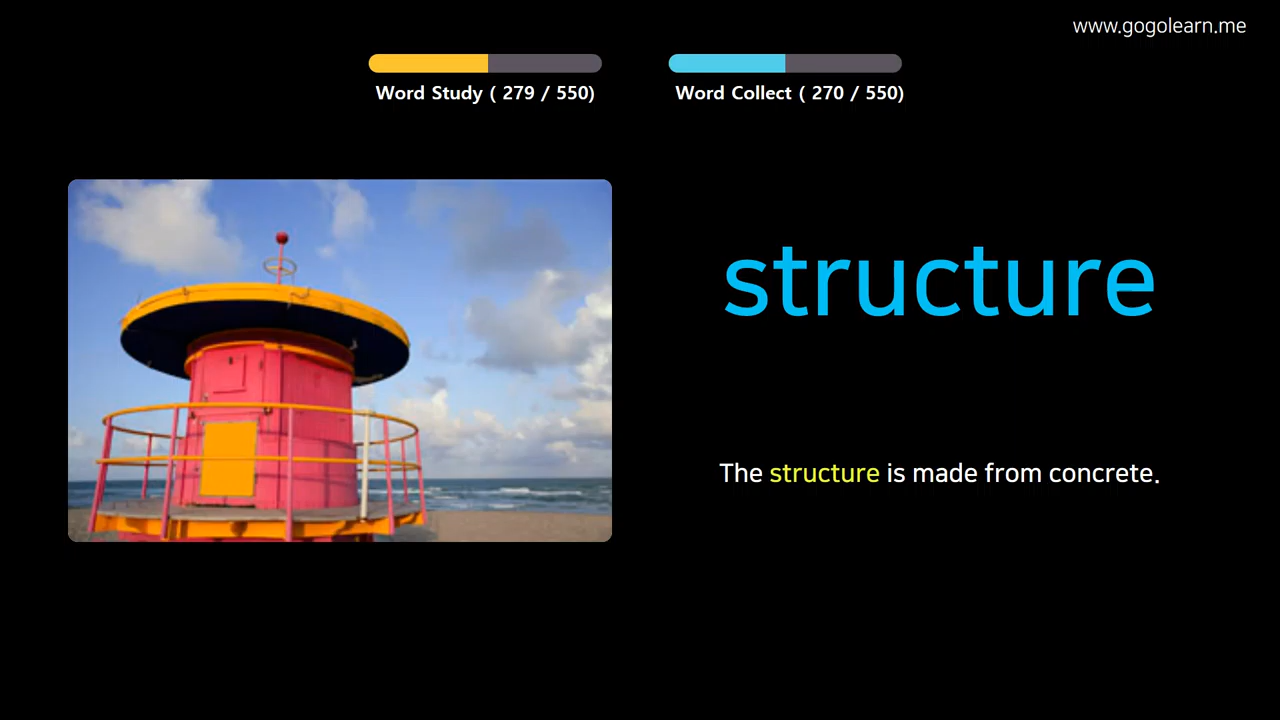 www.gogolearn.me
Word Study ( 279 / 550)
Word Collect ( 270 / 550)
structure
The structure is made from concrete.